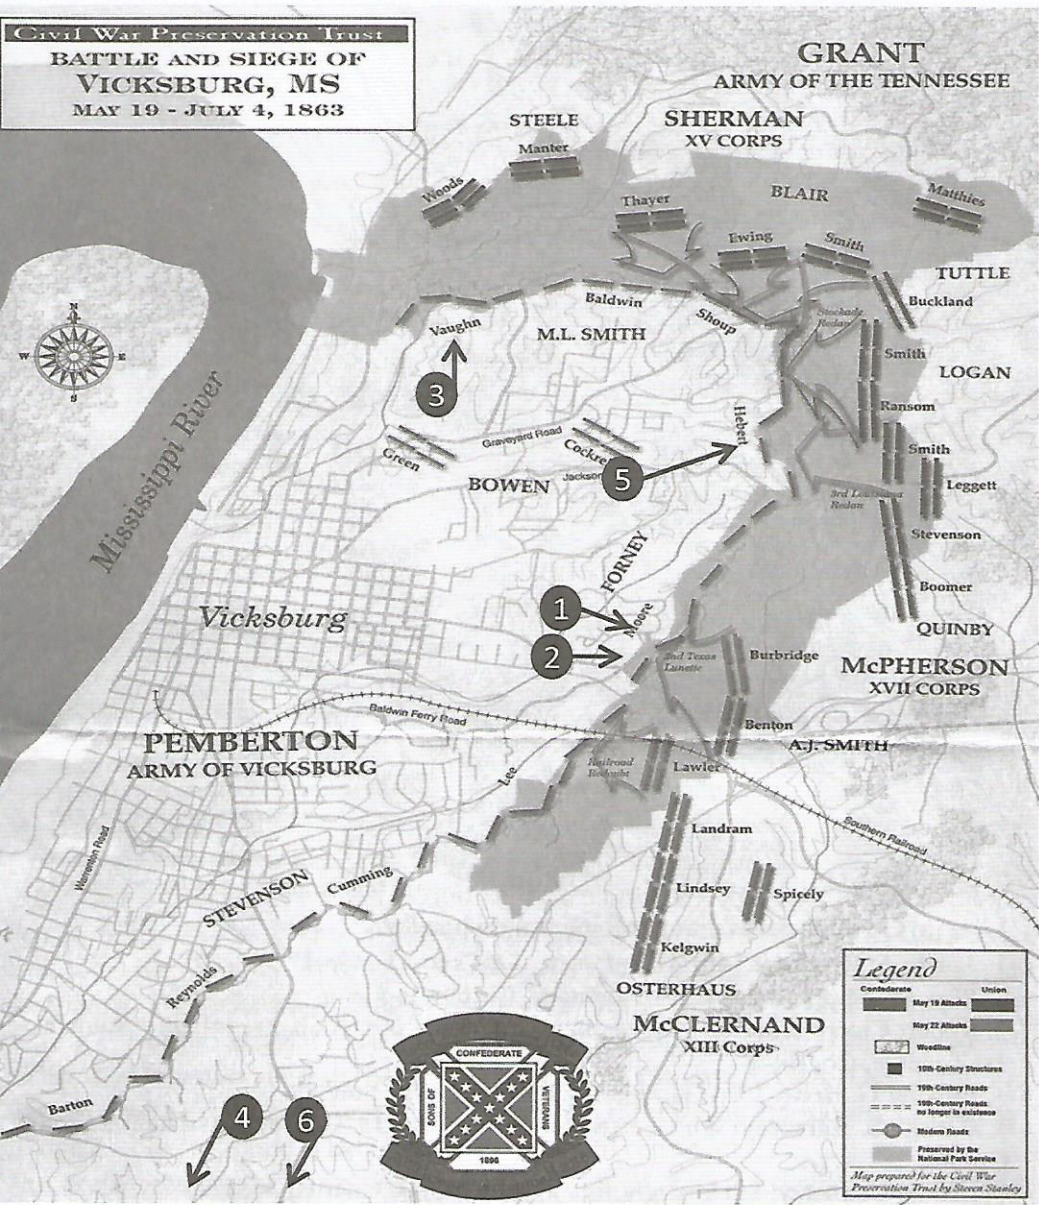 Civil War Preservation Trust
BATTLE AND SIEGE OF
VICKSBURG, MS
MAY 19 - JULY 4, 1863
GRANT
ARMY OF THE TENNESSEE
STEELE
SHERMAN
XV CORPS
Manter
Woods
Thayer
BLAIR
Matthies
Ewing
Smith
TUTTLE
Buckland
Stockade
Redan
Baldwin
Vaughn
M.L. SMITH
Shoup
N
W
E
S
Smith
LOGAN
3
Ransom
Hebert
Mississippi River
Green
Graveyard Road
Cockre
Smith
BOWEN
Jackson
5
Leggett
3rd Louisiana
Redan
Stevenson
FORNEY
Boomer
1
Moore
Vicksburg
QUINBY
2
2nd Texas
Lunette
Burbridge
McPHERSON
XVII CORPS
Baldwin Ferry Road
Benton
PEMBERTON
ARMY OF VICKSBURG
A.J. SMITH
Railroad
Redoubt
Lawler
Lee
Landram
Southern Railroad
Warrenton Road
STEVENSON
Cumming
Lindsey
Spicely
Kelgwin
Reynolds
OSTERHAUS
McCLERNAND
XIII Corps
Barton
4
6
CONFEDERATE
SONS OF
VETERANS
1896
Legend
Confederate
Union
May 19 Attacks
May 22 Attacks
Woodline
19th-Century Structures
19th-Century Roads
19th-Century Roads
no longer in existence
Modern Roads
Preserved by the
National Park Service
Map prepared for the Civil War
Preservation Trust by Steven Stanley